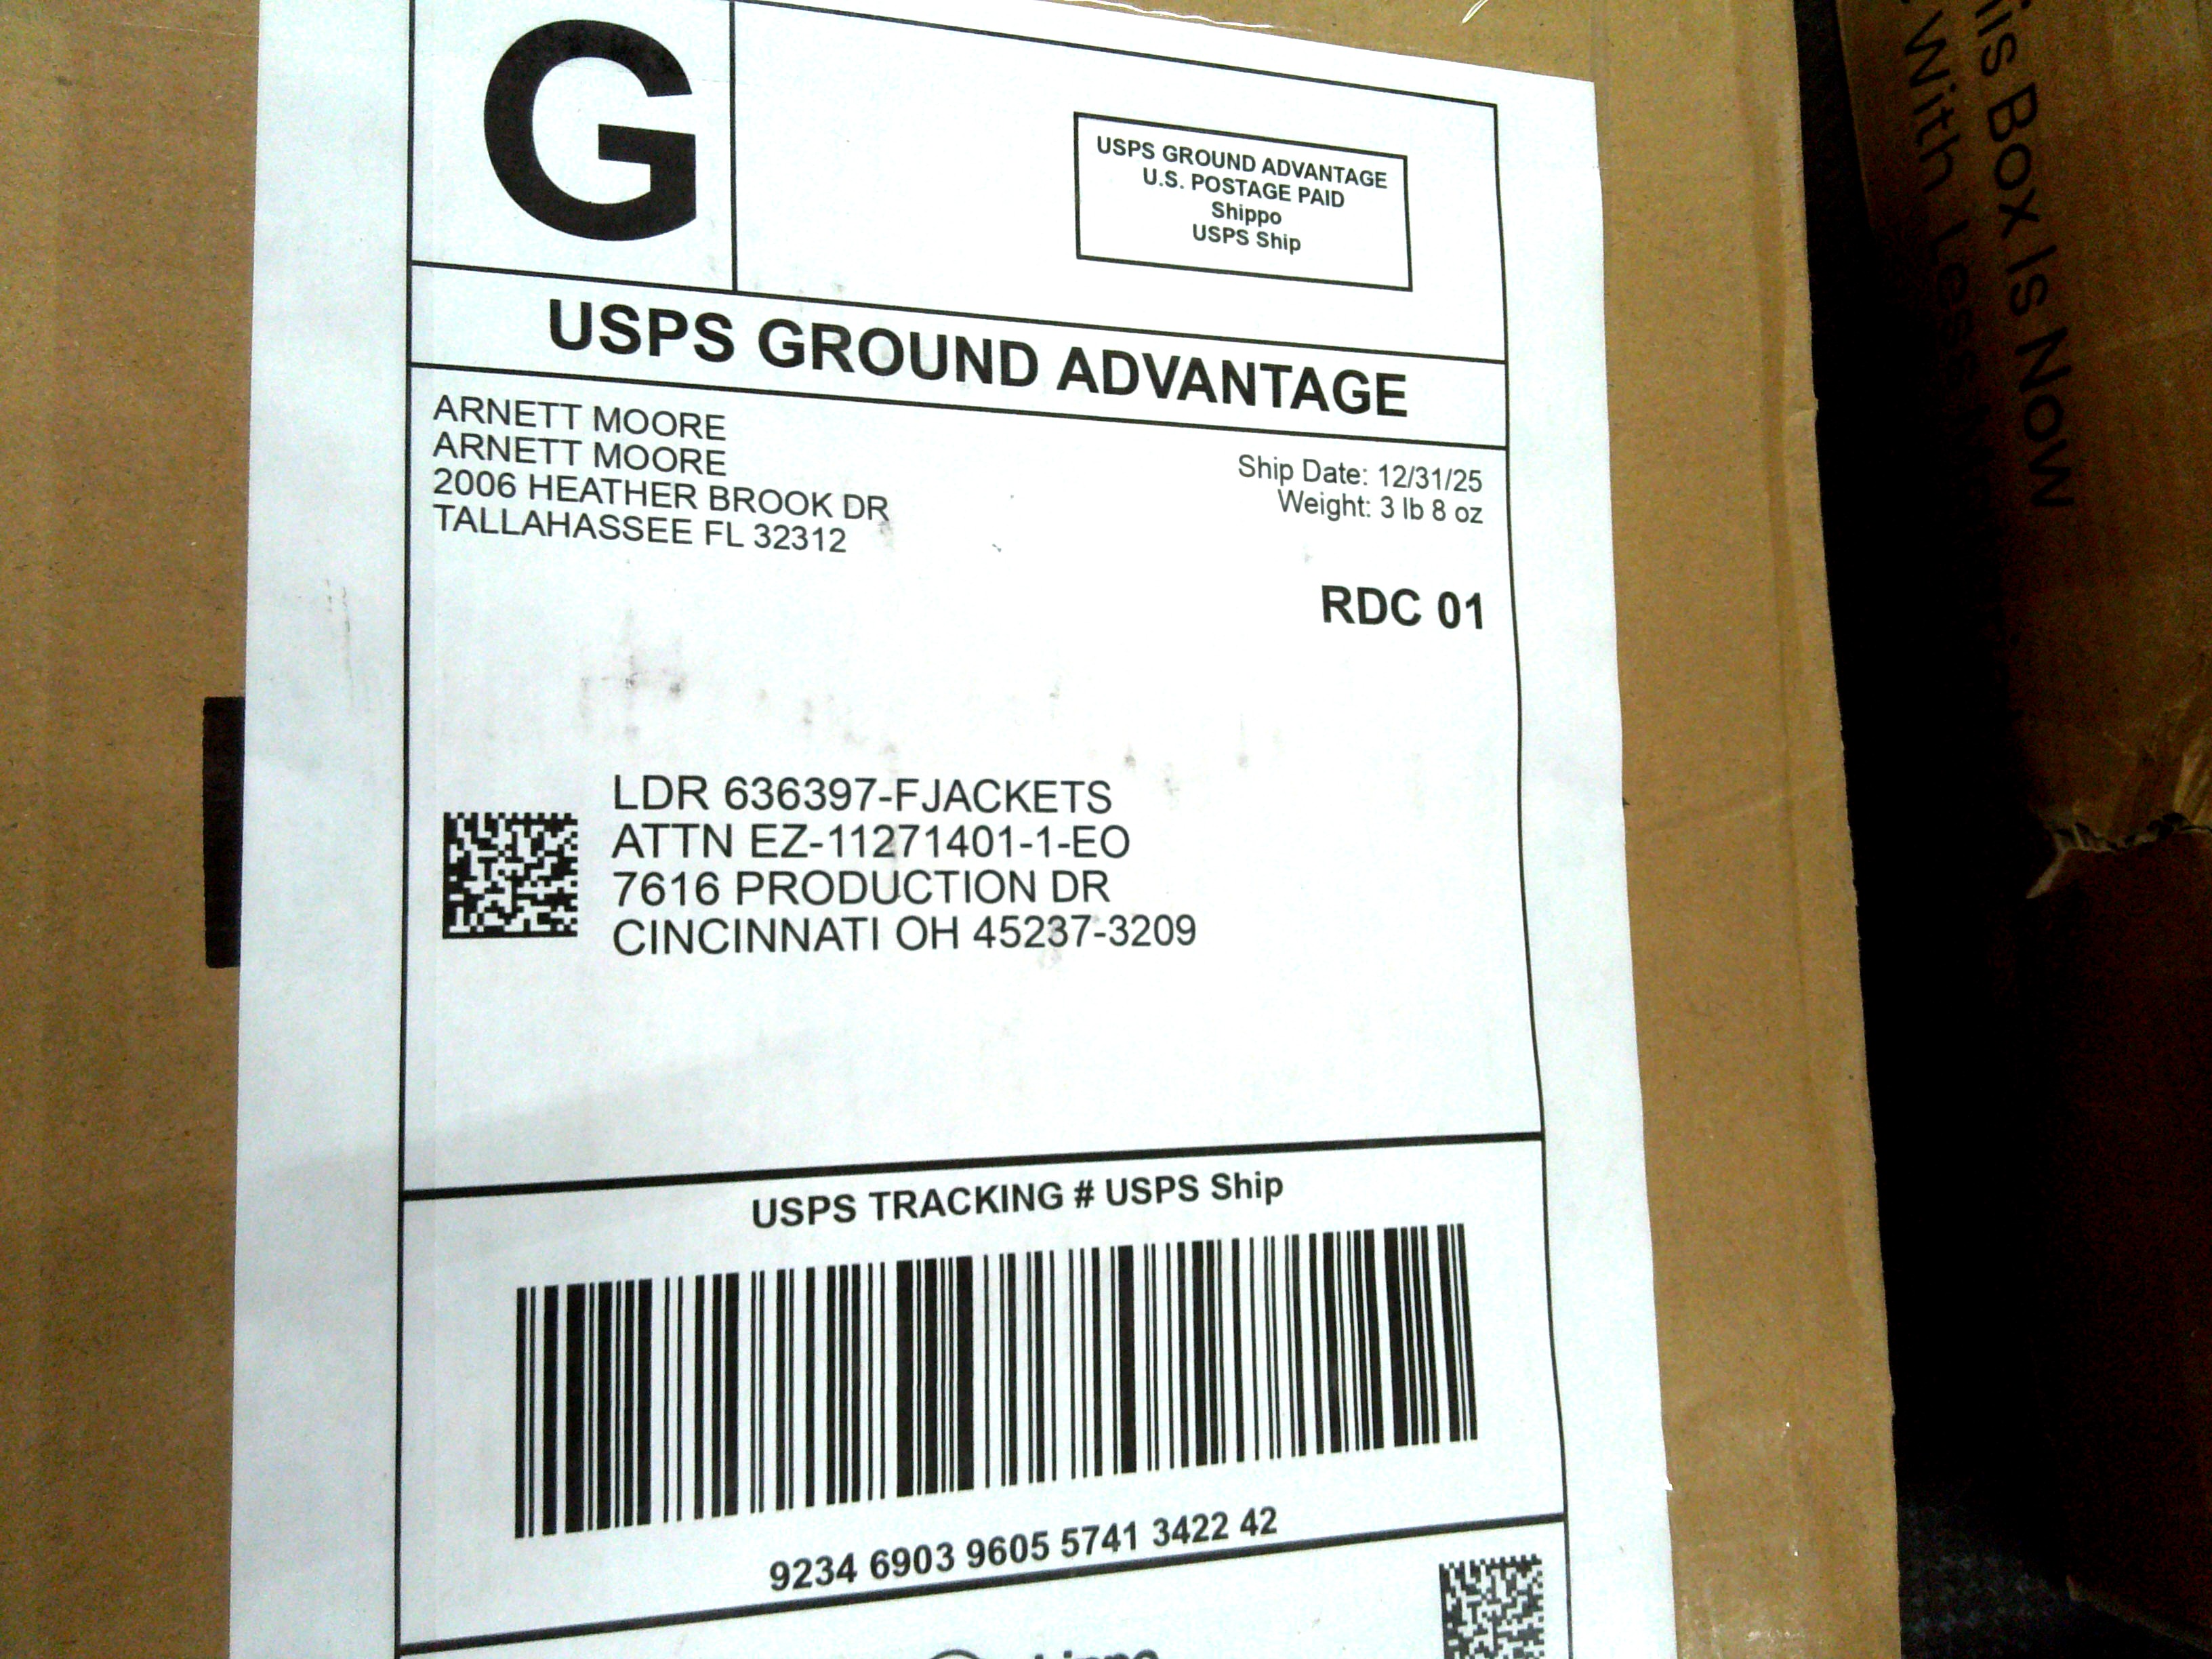 G
USPS GROUND ADVANTAGE
U.S. POSTAGE PAID
Shippo
USPS Ship
USPS GROUND ADVANTAGE
ARNETT MOORE
ARNETT MOORE
2006 HEATHER BROOK DR
TALLAHASSEE FL 32312
Ship Date: 12/31/25
Weight: 3 lb 8 oz
RDC 01
LDR 636397-FJACKETS
ATTN EZ-11271401-1-EO
7616 PRODUCTION DR
CINCINNATI OH 45237-3209
USPS TRACKING # USPS Ship
9234 6903 9605 5741 3422 42
Box Is Now
With Less